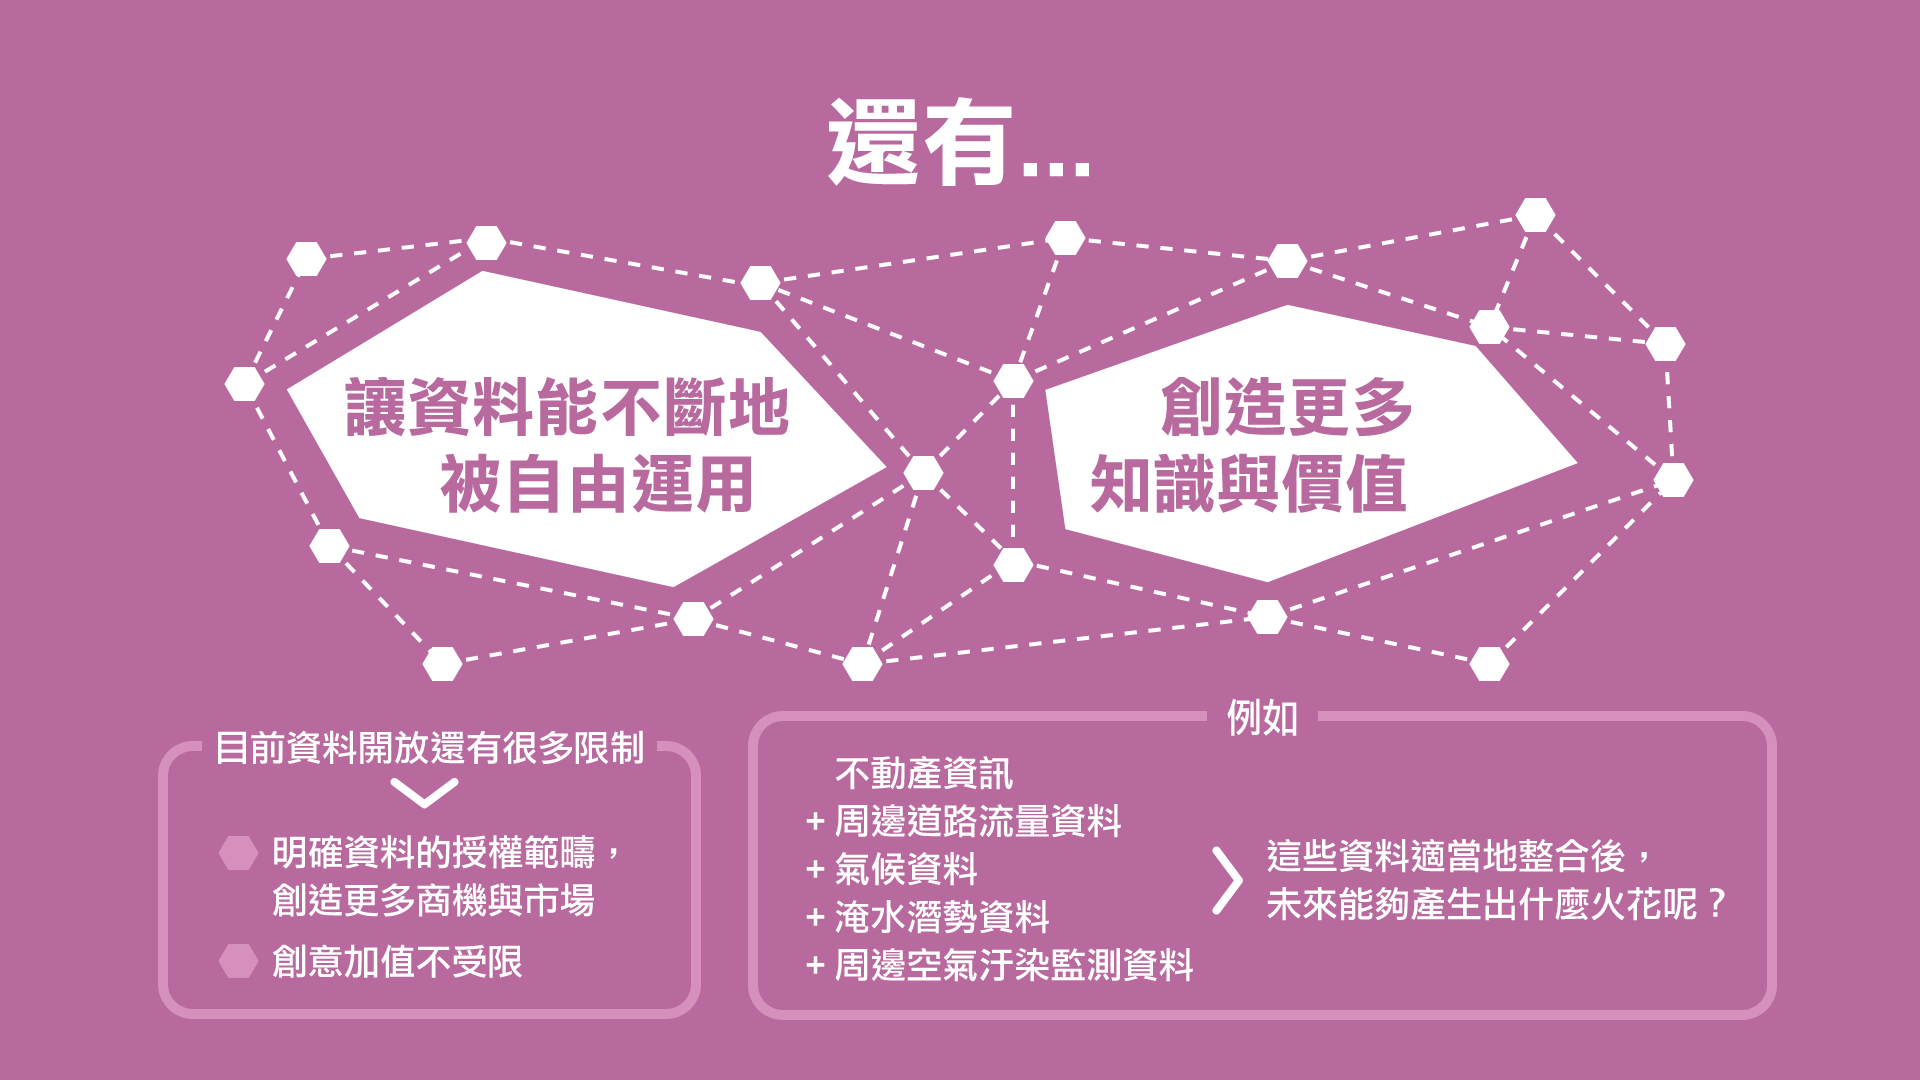 還有...
讓資料能不斷地
被自由運用
創造更多
知識與價值
目前資料開放還有很多限制
明確資料的授權範疇，
創造更多商機與市場
創意加值不受限
例如
不動產資訊
+ 周邊道路流量資料
+ 氣候資料
+ 淹水潛勢資料
+ 周邊空氣汙染監測資料
這些資料適當地整合後，
未來能夠產生出什麼火花呢？